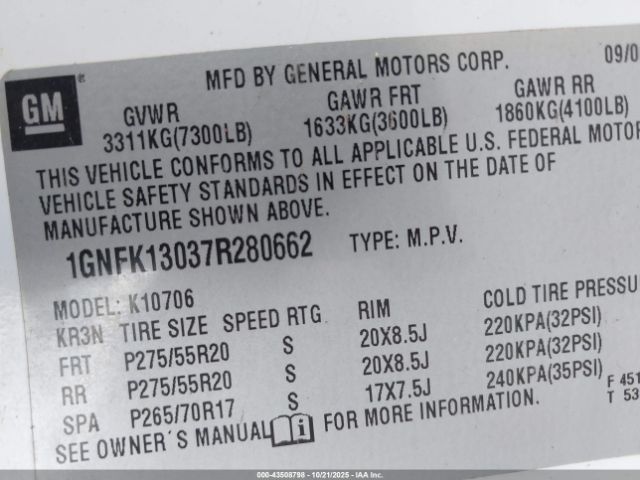 GM
MFD BY GENERAL MOTORS CORP. 09/0
GVWR GAWR FRT GAWR RR
3311KG(7300LB) 1633KG(3600LB) 1860KG(4100LB)
THIS VEHICLE CONFORMS TO ALL APPLICABLE U.S. FEDERAL MOTOR
VEHICLE SAFETY STANDARDS IN EFFECT ON THE DATE OF
MANUFACTURE SHOWN ABOVE.
1GNFK13037R280662 TYPE: M.P.V.
MODEL: K10706
KR3N TIRE SIZE SPEED RTG RIM COLD TIRE PRESSU
FRT P275/55R20 S 20X8.5J 220KPA(32PSI)
RR P275/55R20 S 20X8.5J 220KPA(32PSI)
SPA P265/70R17 S 17X7.5J 240KPA(35PSI)
F 451
T 53
SEE OWNER'S MANUAL i FOR MORE INFORMATION.
000-43508798 - 10/21/2025 - IAA Inc.